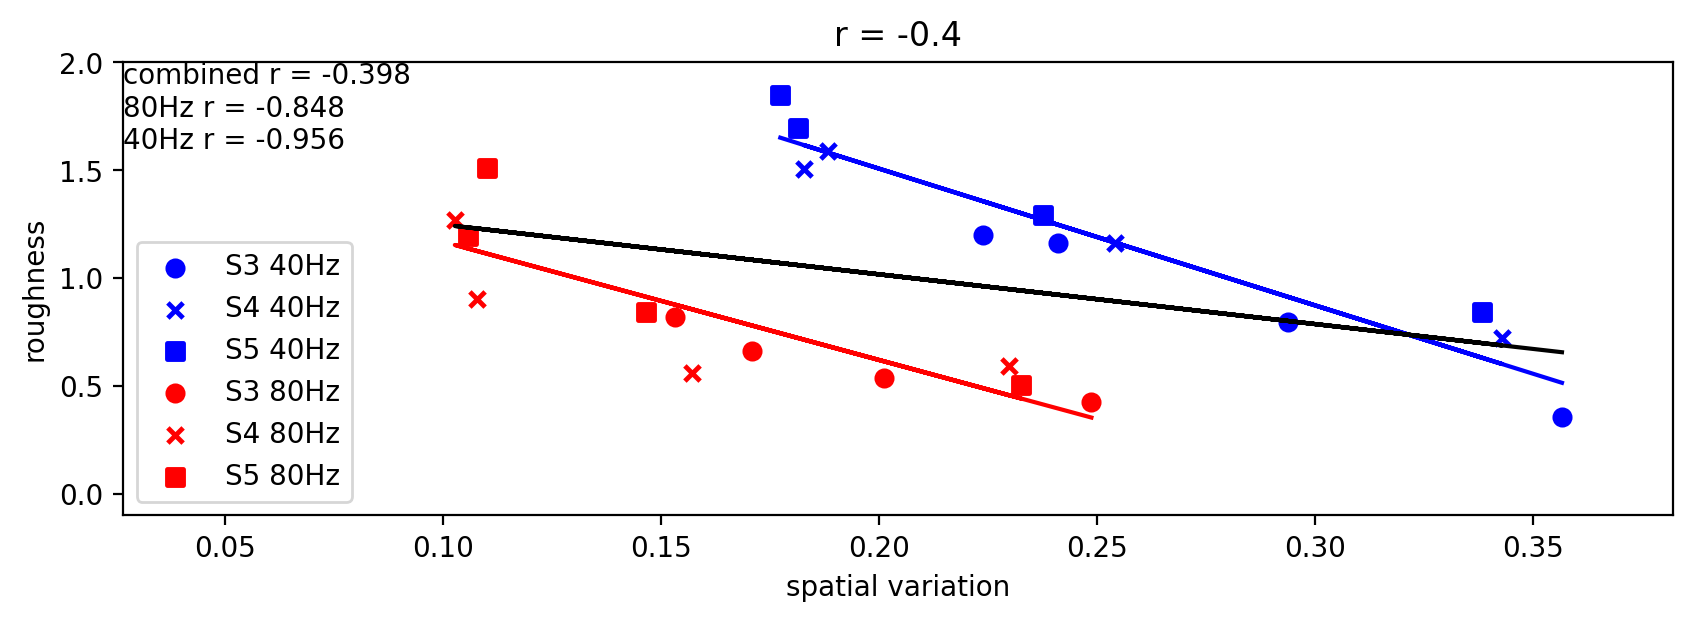 r = -0.4
combined r = -0.398
80Hz r = -0.848
40Hz r = -0.956
2.0
1.5
1.0
0.5
0.0
roughness
S3 40Hz
S4 40Hz
S5 40Hz
S3 80Hz
S4 80Hz
S5 80Hz
0.05 0.10 0.15 0.20 0.25 0.30 0.35
spatial variation